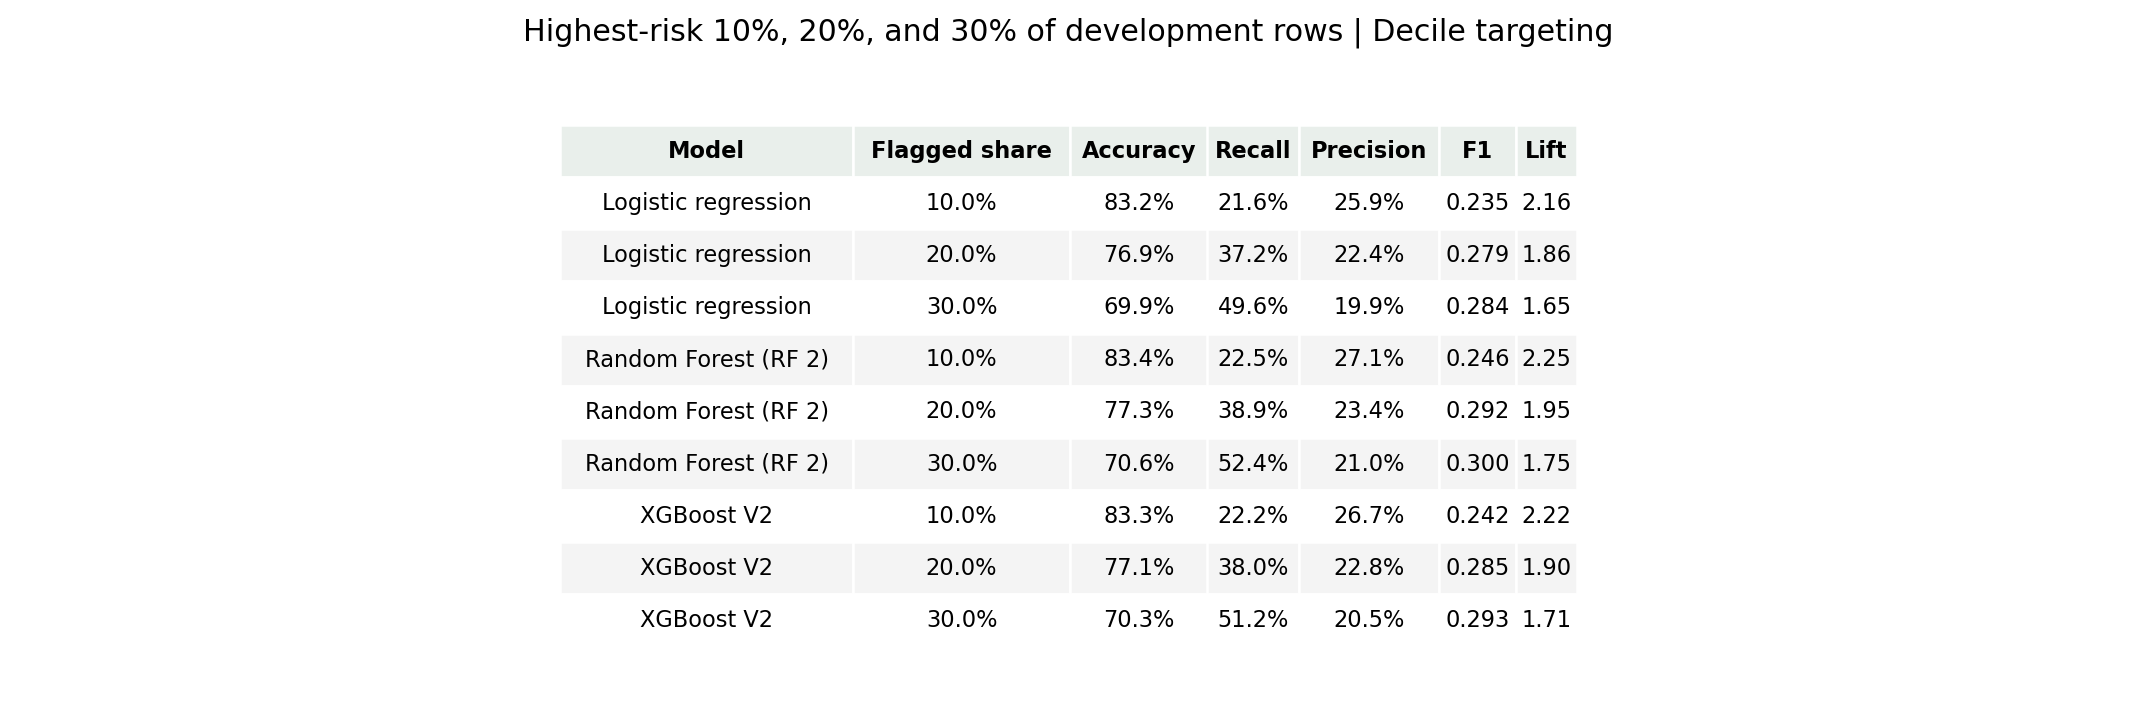 Highest-risk 10%, 20%, and 30% of development rows | Decile targeting
Model Flagged share Accuracy Recall Precision F1 Lift
Logistic regression 10.0% 83.2% 21.6% 25.9% 0.235 2.16
Logistic regression 20.0% 76.9% 37.2% 22.4% 0.279 1.86
Logistic regression 30.0% 69.9% 49.6% 19.9% 0.284 1.65
Random Forest (RF 2) 10.0% 83.4% 22.5% 27.1% 0.246 2.25
Random Forest (RF 2) 20.0% 77.3% 38.9% 23.4% 0.292 1.95
Random Forest (RF 2) 30.0% 70.6% 52.4% 21.0% 0.300 1.75
XGBoost V2 10.0% 83.3% 22.2% 26.7% 0.242 2.22
XGBoost V2 20.0% 77.1% 38.0% 22.8% 0.285 1.90
XGBoost V2 30.0% 70.3% 51.2% 20.5% 0.293 1.71